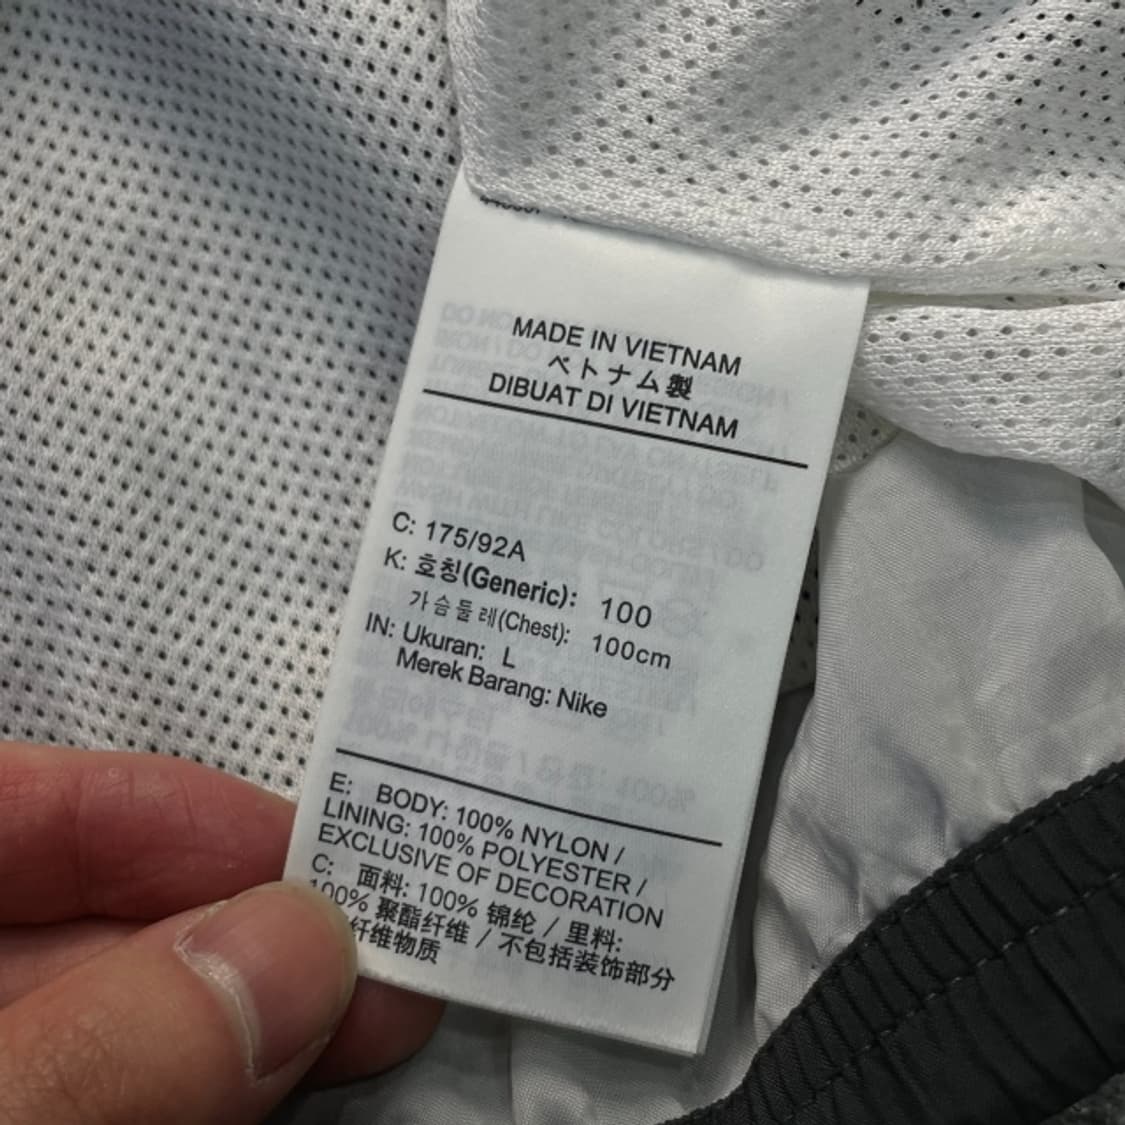 MADE IN VIETNAM
ベトナム製
DIBUAT DI VIETNAM
C: 175/92A
K: 호칭(Generic): 100
가슴둘레(Chest): 100cm
IN: Ukuran: L
Merek Barang: Nike
E: BODY: 100% NYLON /
LINING: 100% POLYESTER /
EXCLUSIVE OF DECORATION
C: 面料: 100% 锦纶 / 里料:
100% 聚酯纤维 / 不包括装饰部分
纤维物质